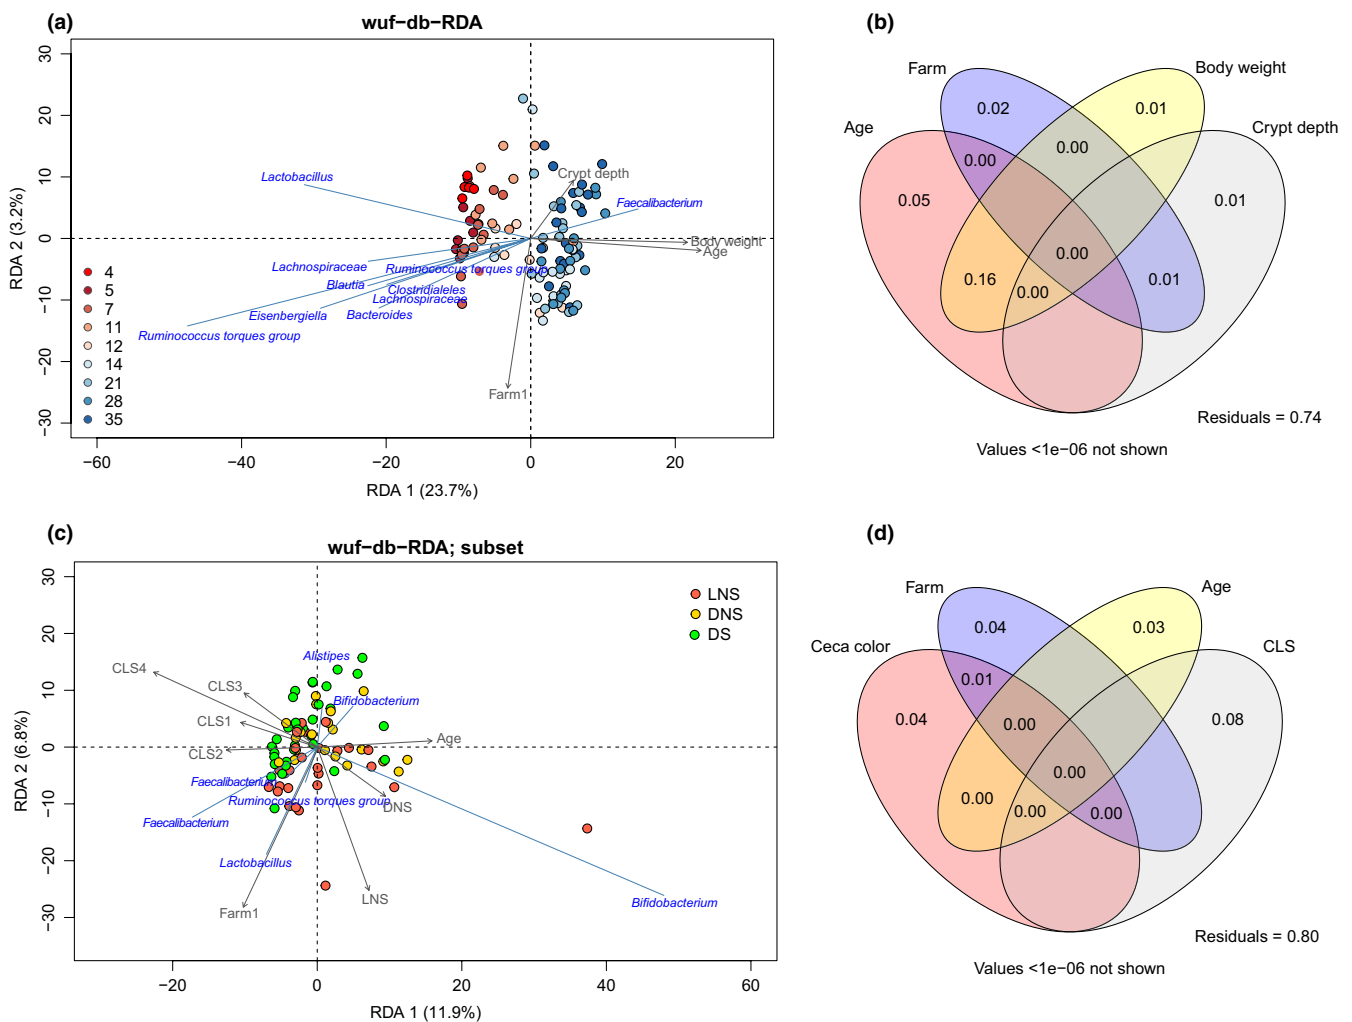 (a)
wuf−db−RDA
30
20
10
0
−10
−20
−30
RDA 2 (3.2%)
Lactobacillus
Crypt depth
Faecalibacterium
Body weight
Age
Lachnospiraceae
Ruminococcus torques group
Blautia
Clostridialeles
Lachnospiraceae
Eisenbergiella
Bacteroides
Ruminococcus torques group
Farm1
4
5
7
11
12
14
21
28
35
−60
−40
−20
0
20
RDA 1 (23.7%)
(b)
Farm
Body weight
Age
Crypt depth
0.02
0.01
0.00
0.00
0.05
0.01
0.00
0.16
0.00
0.01
Residuals = 0.74
Values <1e−06 not shown
(c)
wuf−db−RDA; subset
30
20
10
0
−10
−20
−30
RDA 2 (6.8%)
LNS
DNS
DS
Alistipes
CLS4
CLS3
Bifidobacterium
CLS1
Age
CLS2
Faecalibacterium
Ruminococcus torques group
DNS
Faecalibacterium
Lactobacillus
LNS
Bifidobacterium
Farm1
−20
0
20
40
60
RDA 1 (11.9%)
(d)
Farm
Age
Ceca color
CLS
0.04
0.03
0.01
0.04
0.00
0.08
0.00
0.00
0.00
0.00
Residuals = 0.80
Values <1e−06 not shown